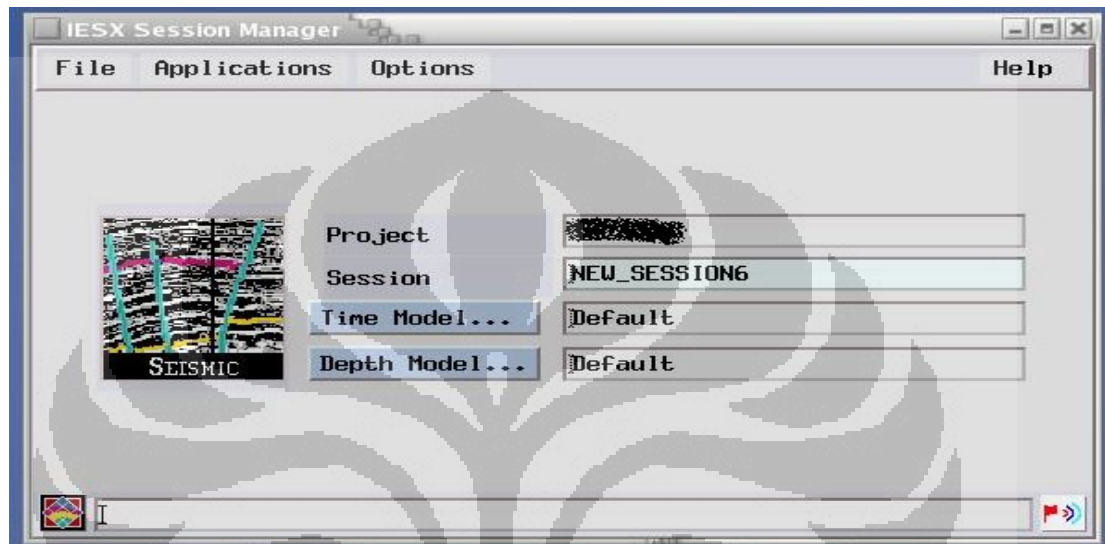 IESX Session Manager
File Applications Options Help
Project
Session NEW_SESSION6
Time Model... Default
Depth Model... Default
SEISMIC